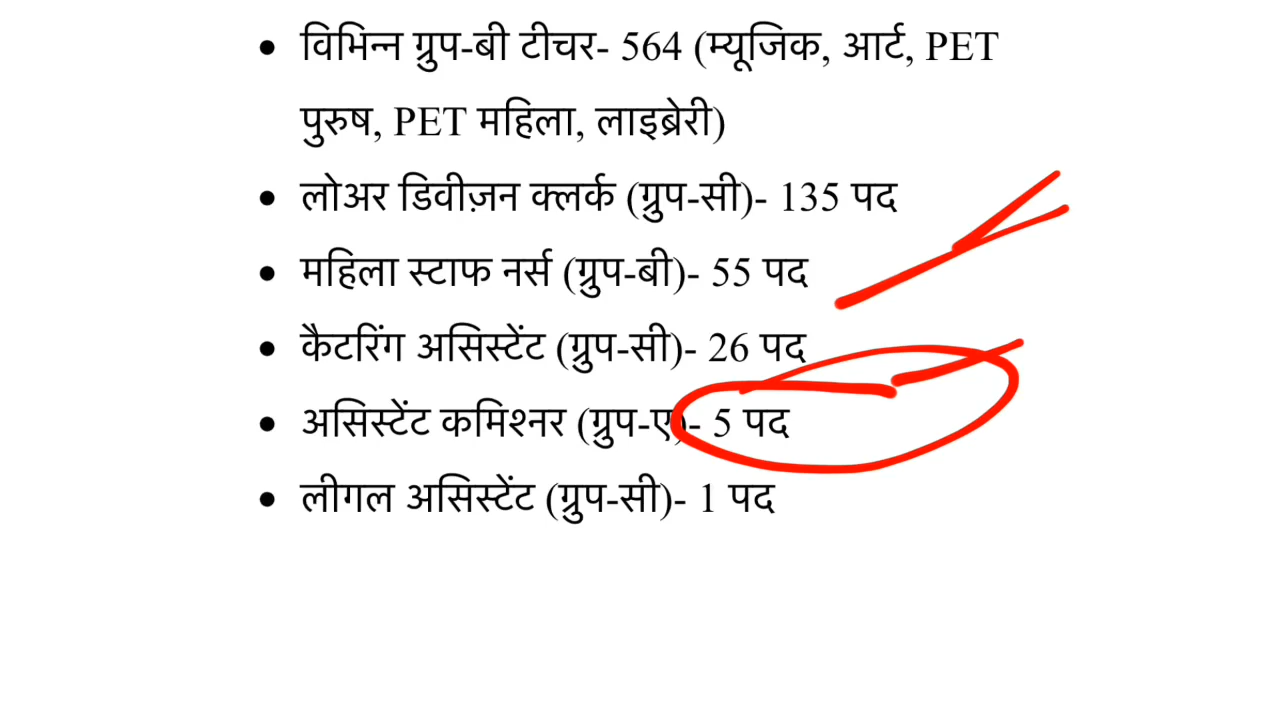 • विभिन्न ग्रुप-बी टीचर- 564 (म्यूजिक, आर्ट, PET
पुरुष, PET महिला, लाइब्रेरी)
• लोअर डिवीज़न क्लर्क (ग्रुप-सी)- 135 पद
• महिला स्टाफ नर्स (ग्रुप-बी)- 55 पद
• कैटरिंग असिस्टेंट (ग्रुप-सी)- 26 पद
• असिस्टेंट कमिश्नर (ग्रुप-ए)- 5 पद
• लीगल असिस्टेंट (ग्रुप-सी)- 1 पद